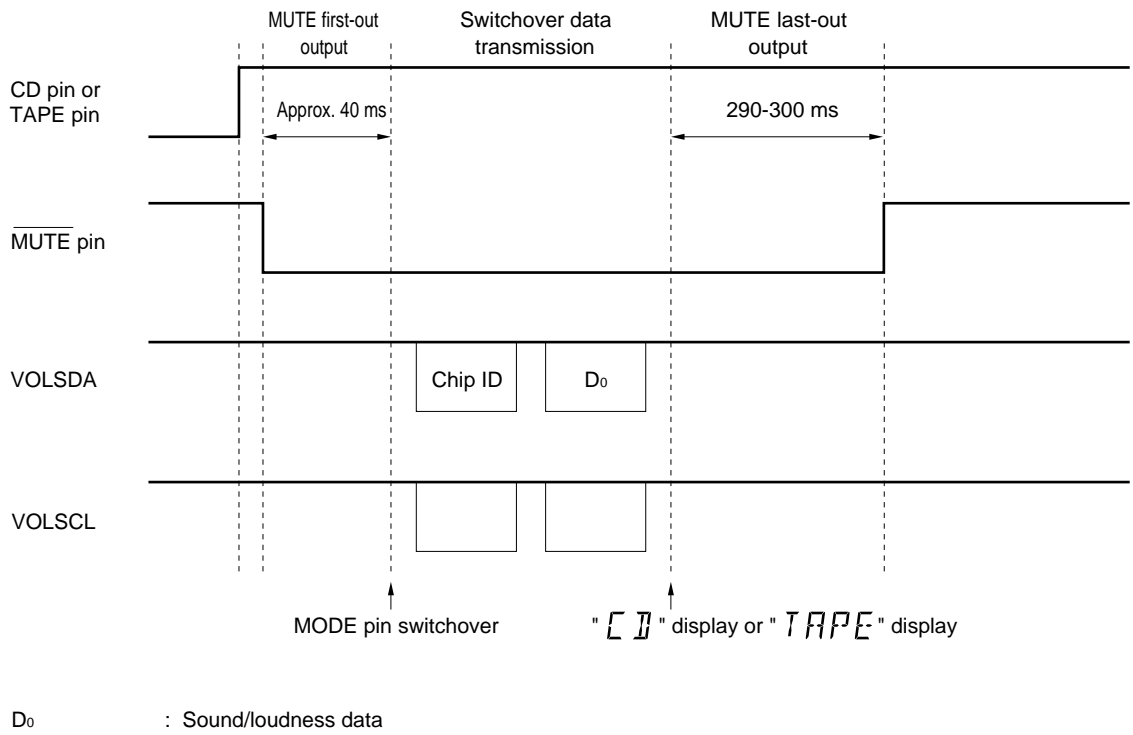 MUTE first-out output
Switchover data transmission
MUTE last-out output
CD pin or TAPE pin
Approx. 40 ms
290-300 ms
MUTE pin
VOLSDA
Chip ID
D0
VOLSCL
MODE pin switchover
" CD " display or " TAPE " display
D0 : Sound/loudness data